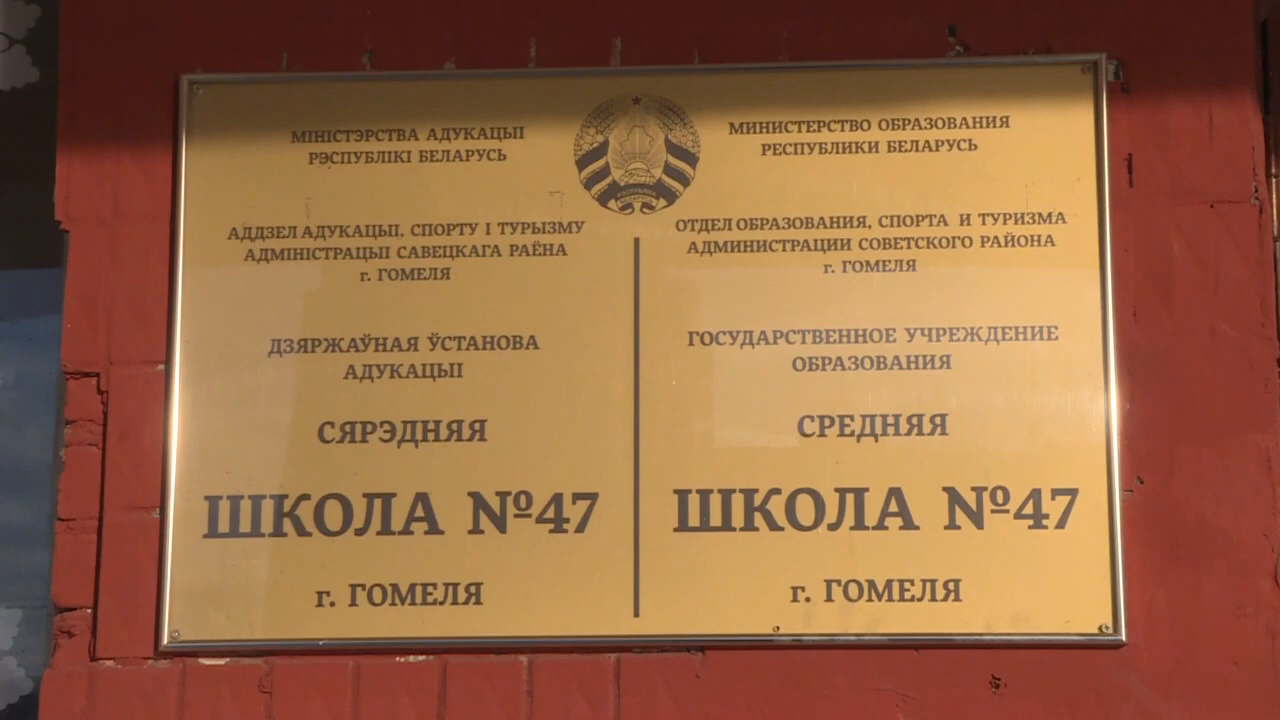 МІНІСТЭРСТВА АДУКАЦЫІ
РЭСПУБЛІКІ БЕЛАРУСЬ
АДДЗЕЛ АДУКАЦЫІ, СПОРТУ І ТУРЫЗМУ
АДМІНІСТРАЦЫІ САВЕЦКАГА РАЁНА
г. ГОМЕЛЯ
ДЗЯРЖАЎНАЯ ЎСТАНОВА
АДУКАЦЫІ
СЯРЭДНЯЯ
ШКОЛА №47
г. ГОМЕЛЯ
РЭСПУБЛІКА
БЕЛАРУСЬ
МИНИСТЕРСТВО ОБРАЗОВАНИЯ
РЕСПУБЛИКИ БЕЛАРУСЬ
ОТДЕЛ ОБРАЗОВАНИЯ, СПОРТА И ТУРИЗМА
АДМИНИСТРАЦИИ СОВЕТСКОГО РАЙОНА
г. ГОМЕЛЯ
ГОСУДАРСТВЕННОЕ УЧРЕЖДЕНИЕ
ОБРАЗОВАНИЯ
СРЕДНЯЯ
ШКОЛА №47
г. ГОМЕЛЯ